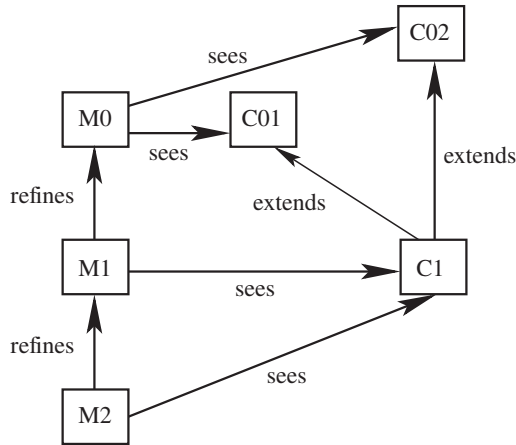 C02
sees
M0
C01
sees
refines
extends
extends
M1
C1
sees
refines
sees
M2